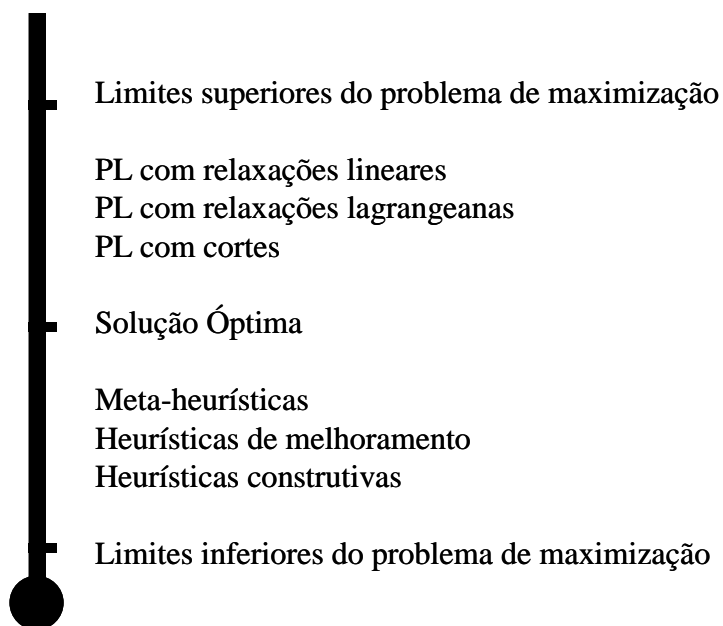 Limites superiores do problema de maximização
PL com relaxações lineares
PL com relaxações lagrangeanas
PL com cortes
Solução Óptima
Meta-heurísticas
Heurísticas de melhoramento
Heurísticas construtivas
Limites inferiores do problema de maximização